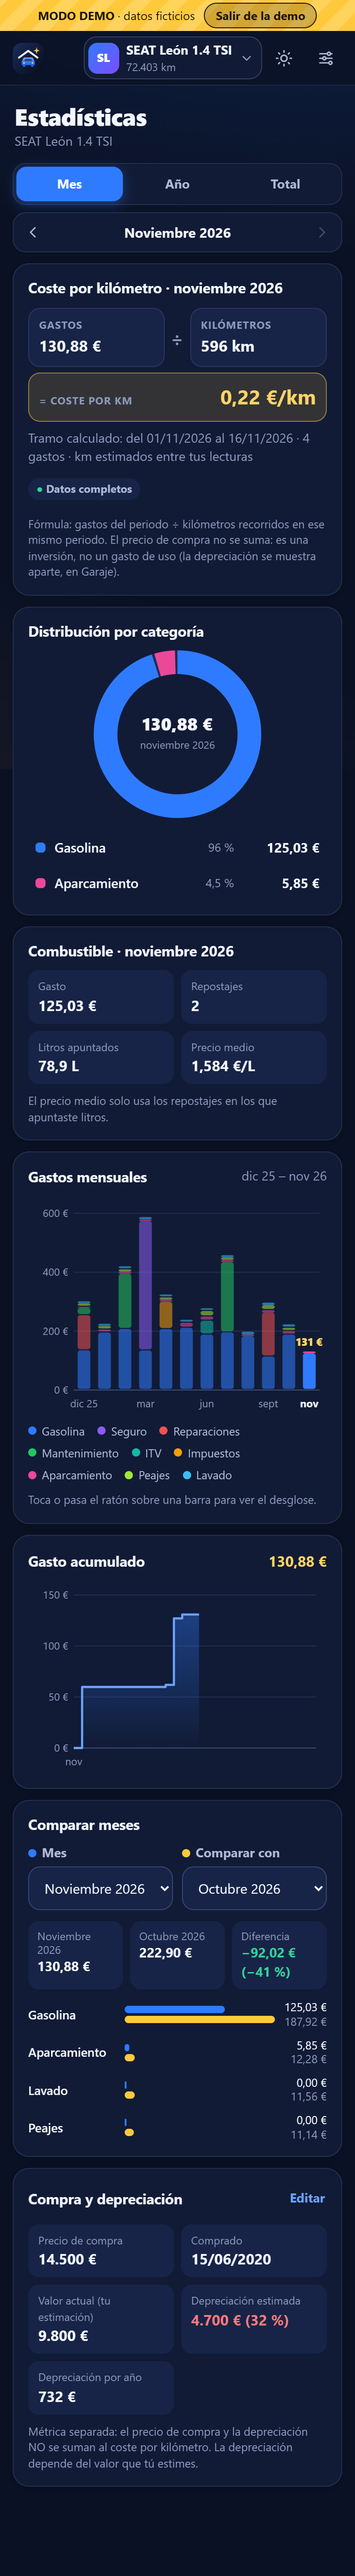 MODO DEMO · datos ficticios
Salir de la demo
SL
SEAT León 1.4 TSI
72.403 km
Estadísticas
SEAT León 1.4 TSI
Mes
Año
Total
Noviembre 2026
Coste por kilómetro · noviembre 2026
GASTOS
130,88 €
÷
KILÓMETROS
596 km
= COSTE POR KM
0,22 €/km
Tramo calculado: del 01/11/2026 al 16/11/2026 · 4
gastos · km estimados entre tus lecturas
Datos completos
Fórmula: gastos del periodo ÷ kilómetros recorridos en ese
mismo periodo. El precio de compra no se suma: es una
inversión, no un gasto de uso (la depreciación se muestra
aparte, en Garaje).
Distribución por categoría
130,88 €
noviembre 2026
Gasolina 96 % 125,03 €
Aparcamiento 4,5 % 5,85 €
Combustible · noviembre 2026
Gasto
125,03 €
Repostajes
2
Litros apuntados
78,9 L
Precio medio
1,584 €/L
El precio medio solo usa los repostajes en los que
apuntaste litros.
Gastos mensuales
dic 25 – nov 26
600 €
400 €
200 €
0 €
131 €
dic 25 mar jun sept nov
Gasolina Seguro Reparaciones
Mantenimiento ITV Impuestos
Aparcamiento Peajes Lavado
Toca o pasa el ratón sobre una barra para ver el desglose.
Gasto acumulado
130,88 €
150 €
100 €
50 €
0 €
nov
Comparar meses
Mes
Comparar con
Noviembre 2026
Octubre 2026
Noviembre
2026
130,88 €
Octubre 2026
222,90 €
Diferencia
−92,02 €
(−41 %)
Gasolina
125,03 €
187,92 €
Aparcamiento
5,85 €
12,28 €
Lavado
0,00 €
11,56 €
Peajes
0,00 €
11,14 €
Compra y depreciación
Editar
Precio de compra
14.500 €
Comprado
15/06/2020
Valor actual (tu
estimación)
9.800 €
Depreciación estimada
4.700 € (32 %)
Depreciación por año
732 €
Métrica separada: el precio de compra y la depreciación
NO se suman al coste por kilómetro. La depreciación
depende del valor que tú estimes.